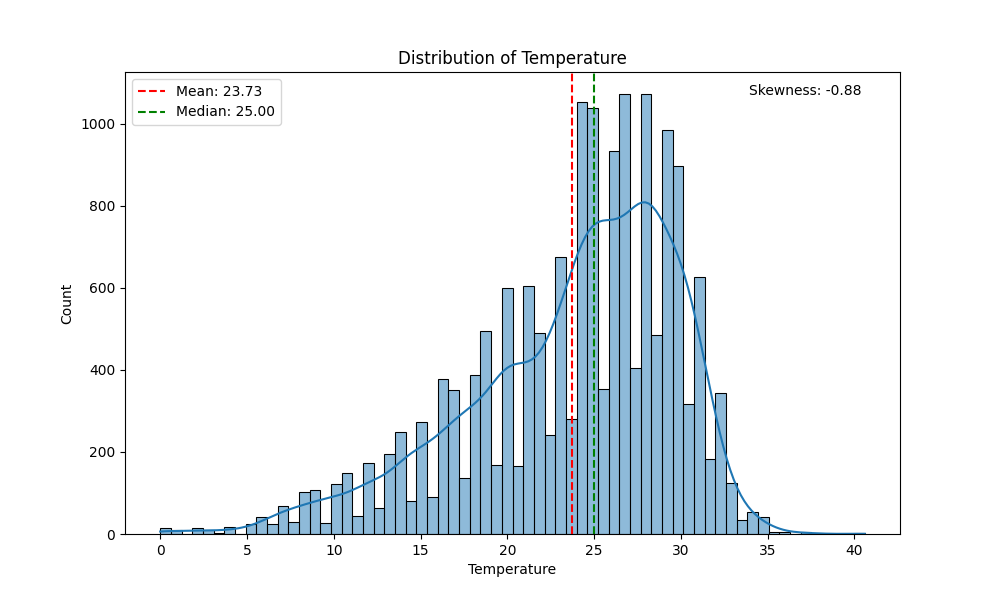 Distribution of Temperature
Mean: 23.73
Median: 25.00
Skewness: -0.88
1000
800
600
400
200
0
Count
0 5 10 15 20 25 30 35 40
Temperature